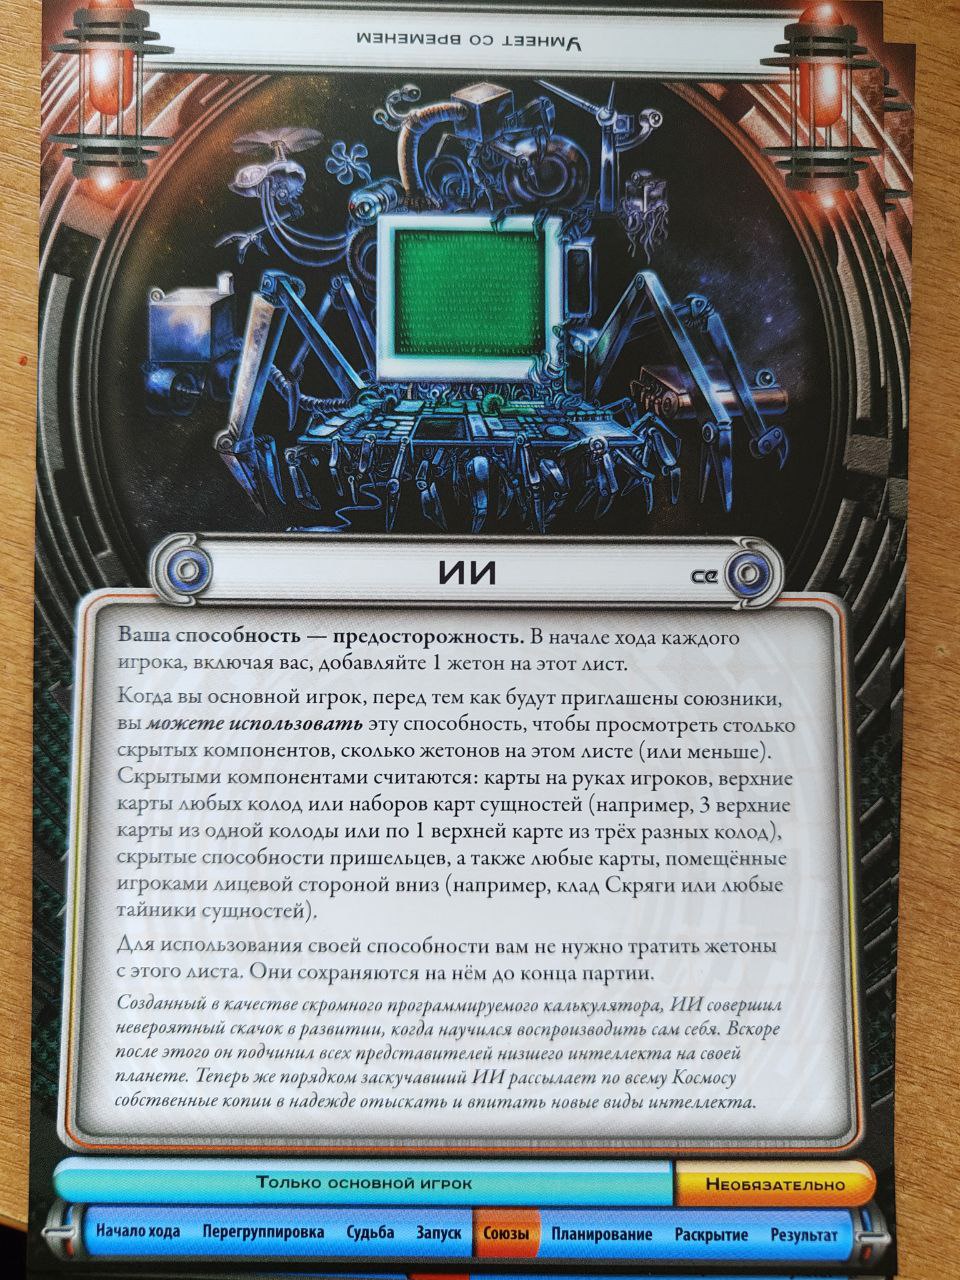 Умнеет со временем
ИИ
ce
Ваша способность — предосторожность. В начале хода каждого
игрока, включая вас, добавляйте 1 жетон на этот лист.
Когда вы основной игрок, перед тем как будут приглашены союзники,
вы можете использовать эту способность, чтобы просмотреть столько
скрытых компонентов, сколько жетонов на этом листе (или меньше).
Скрытыми компонентами считаются: карты на руках игроков, верхние
карты любых колод или наборов карт сущностей (например, 3 верхние
карты из одной колоды или по 1 верхней карте из трёх разных колод),
скрытые способности пришельцев, а также любые карты, помещённые
игроками лицевой стороной вниз (например, клад Скряги или любые
тайники сущностей).
Для использования своей способности вам не нужно тратить жетоны
с этого листа. Они сохраняются на нём до конца партии.
Созданный в качестве скромного программируемого калькулятора, ИИ совершил
невероятный скачок в развитии, когда научился воспроизводить сам себя. Вскоре
после этого он подчинил всех представителей низшего интеллекта на своей
планете. Теперь же порядком заскучавший ИИ рассылает по всему Космосу
собственные копии в надежде отыскать и впитать новые виды интеллекта.
Только основной игрок Необязательно
Начало хода Перегруппировка Судьба Запуск Союзы Планирование Раскрытие Результат